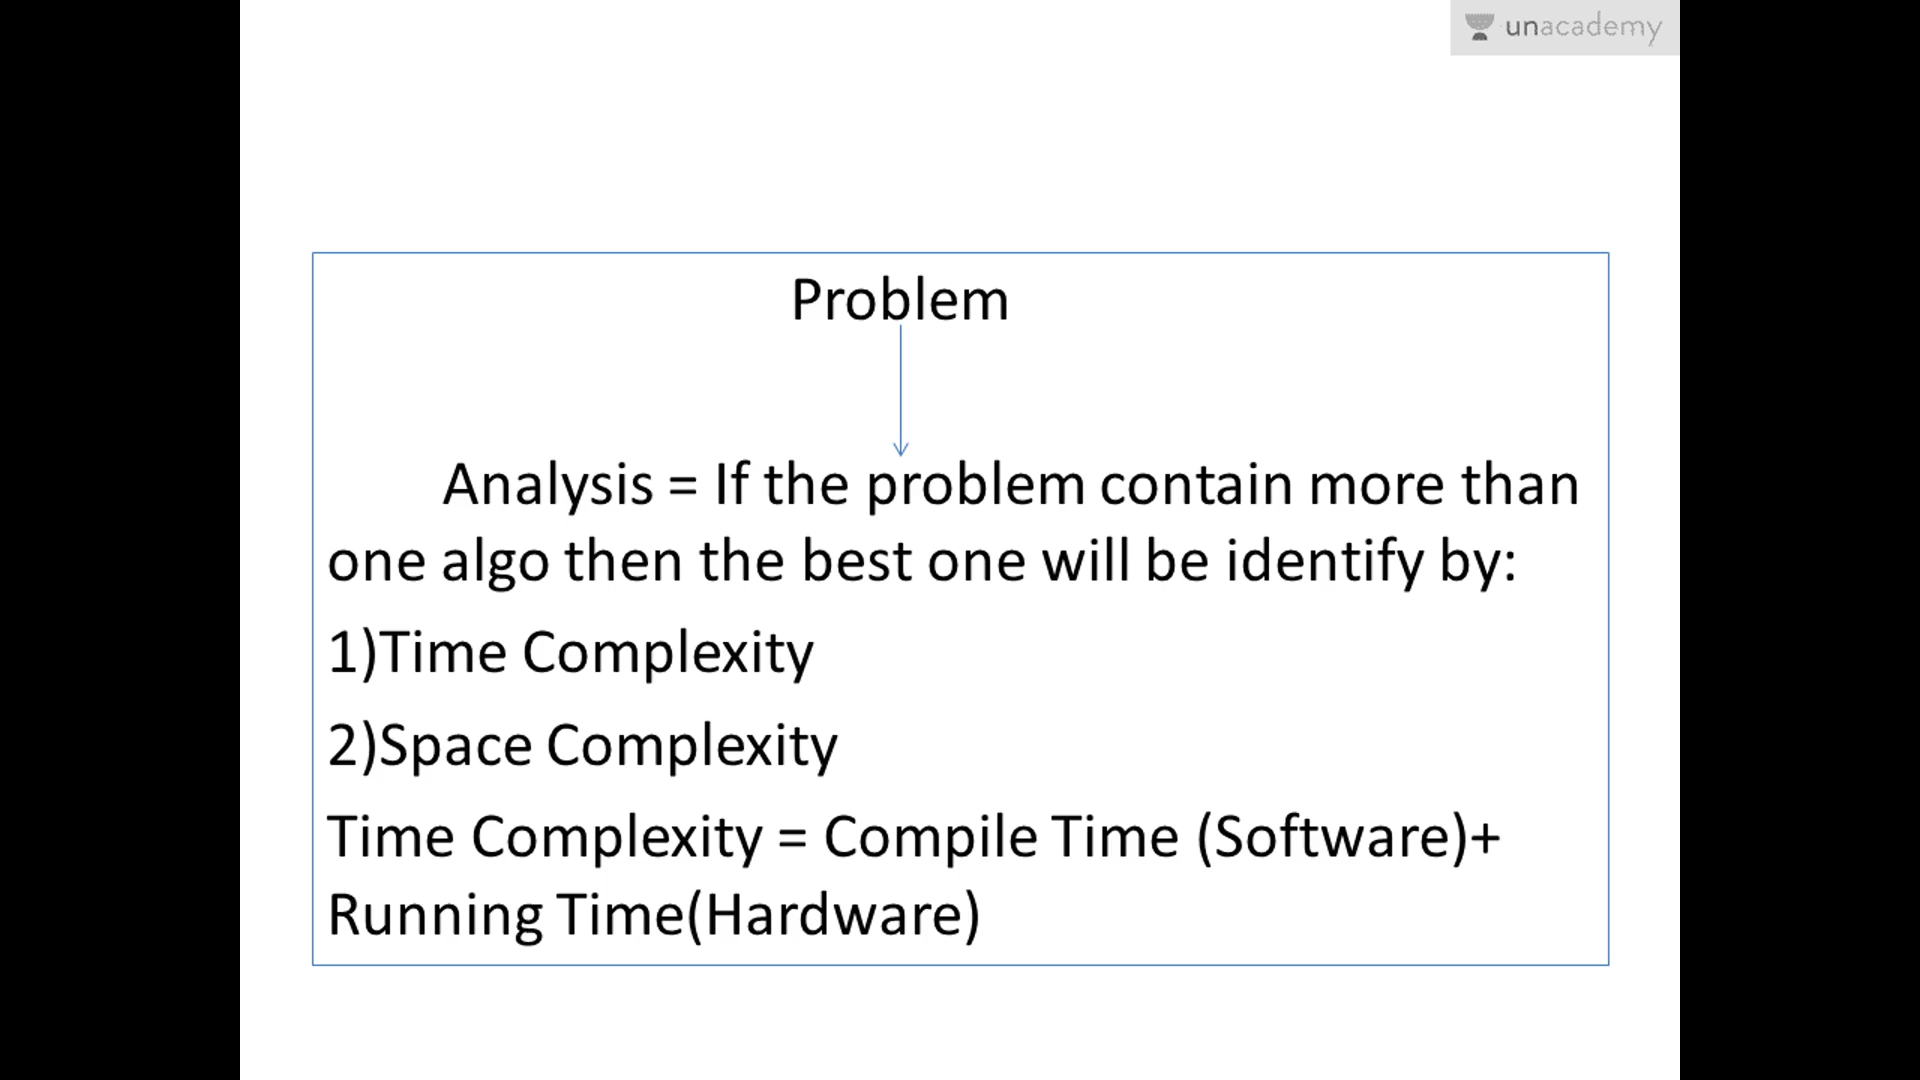 unacademy
Problem
Analysis = If the problem contain more than
one algo then the best one will be identify by:
1)Time Complexity
2)Space Complexity
Time Complexity = Compile Time (Software)+
Running Time(Hardware)